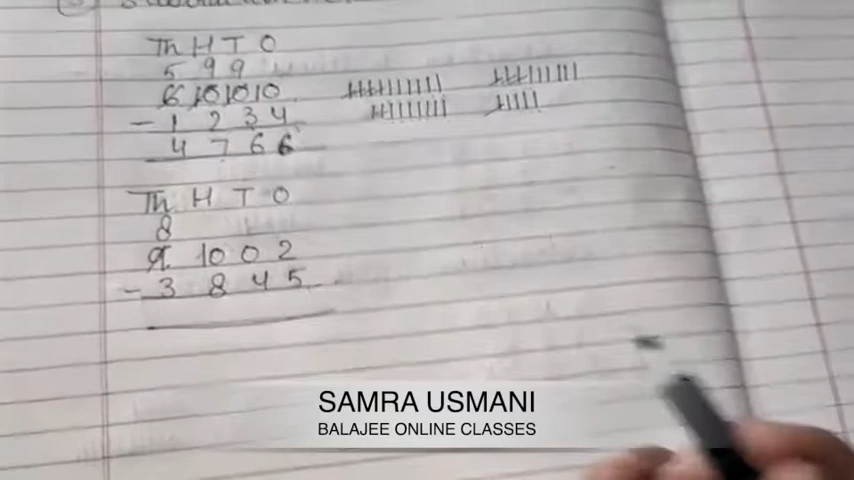 Th H T O
5 9 9
6 10 10 10
- 1 2 3 4
4 7 6 6
Th H T O
8
9 10 0 2
- 3 8 4 5
SAMRA USMANI
BALAJEE ONLINE CLASSES